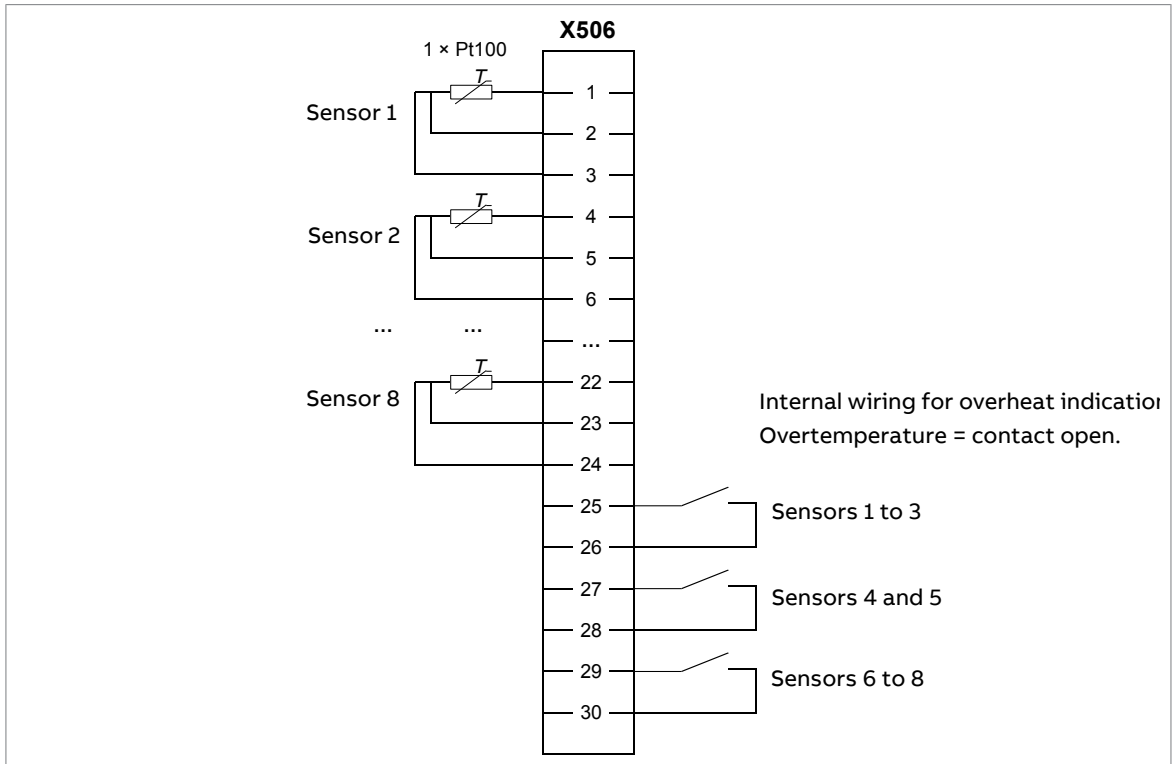 X506
1 × Pt100
T
1
Sensor 1
2
3
T
4
Sensor 2
5
6
... ... ...
T
22
Sensor 8
23
24
Internal wiring for overheat indication
Overtemperature = contact open.
25
Sensors 1 to 3
26
27
Sensors 4 and 5
28
29
Sensors 6 to 8
30